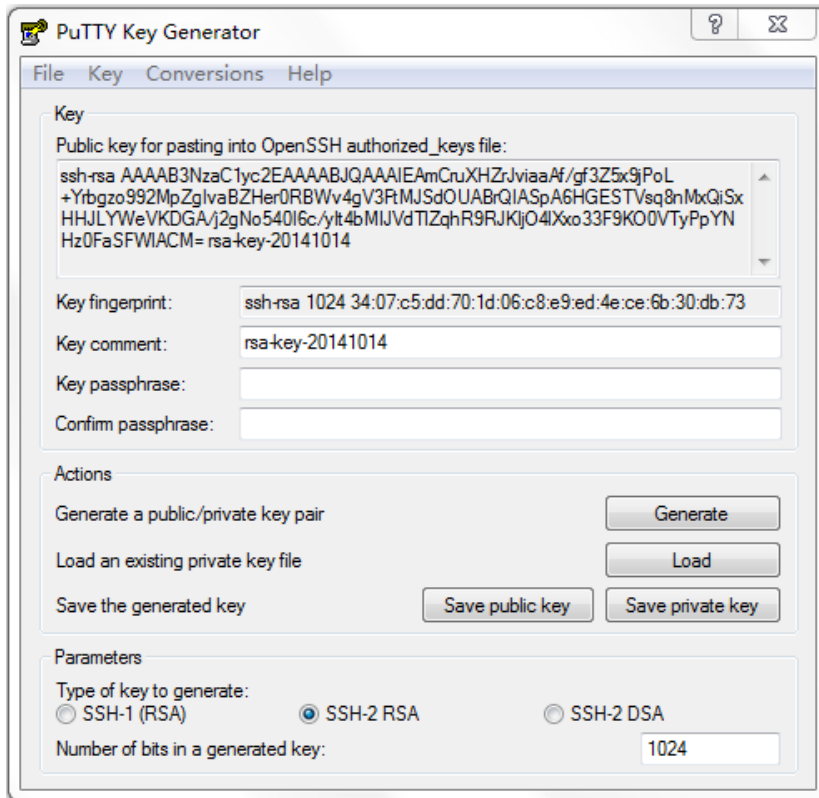 PuTTY Key Generator
File Key Conversions Help
Key
Public key for pasting into OpenSSH authorized_keys file:
ssh-rsa AAAAB3NzaC1yc2EAAAABJQAAAIEAmCruXHZrJviaaAf/gf3Z5x9jPoL
+Yrbgzo992MpZgIvaBZHer0RBWv4gV3FtMJSdOUABrQIASpA6HGESTVsq8nMxQiSx
HHJLYWeVKDGA/j2gNo540I6c/yIt4bMIJVdTIZqhR9RJKIjO4IXxo33F9KO0VTyPpYN
Hz0FaSFWIACM= rsa-key-20141014
Key fingerprint: ssh-rsa 1024 34:07:c5:dd:70:1d:06:c8:e9:ed:4e:ce:6b:30:db:73
Key comment: rsa-key-20141014
Key passphrase:
Confirm passphrase:
Actions
Generate a public/private key pair Generate
Load an existing private key file Load
Save the generated key Save public key Save private key
Parameters
Type of key to generate:
SSH-1 (RSA) SSH-2 RSA SSH-2 DSA
Number of bits in a generated key: 1024